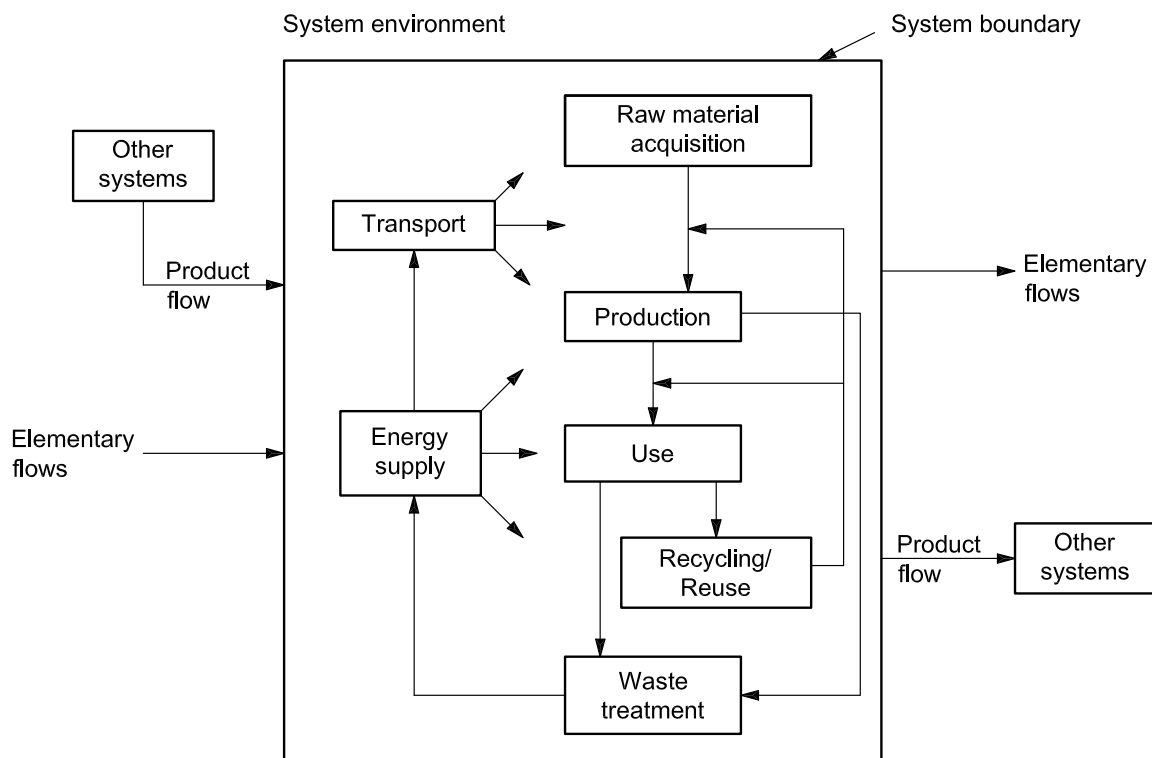 System environment
System boundary
Raw material
acquisition
Other
systems
Transport
Product
flow
Elementary
flows
Production
Energy
supply
Elementary
flows
Use
Recycling/
Reuse
Product
flow
Other
systems
Waste
treatment